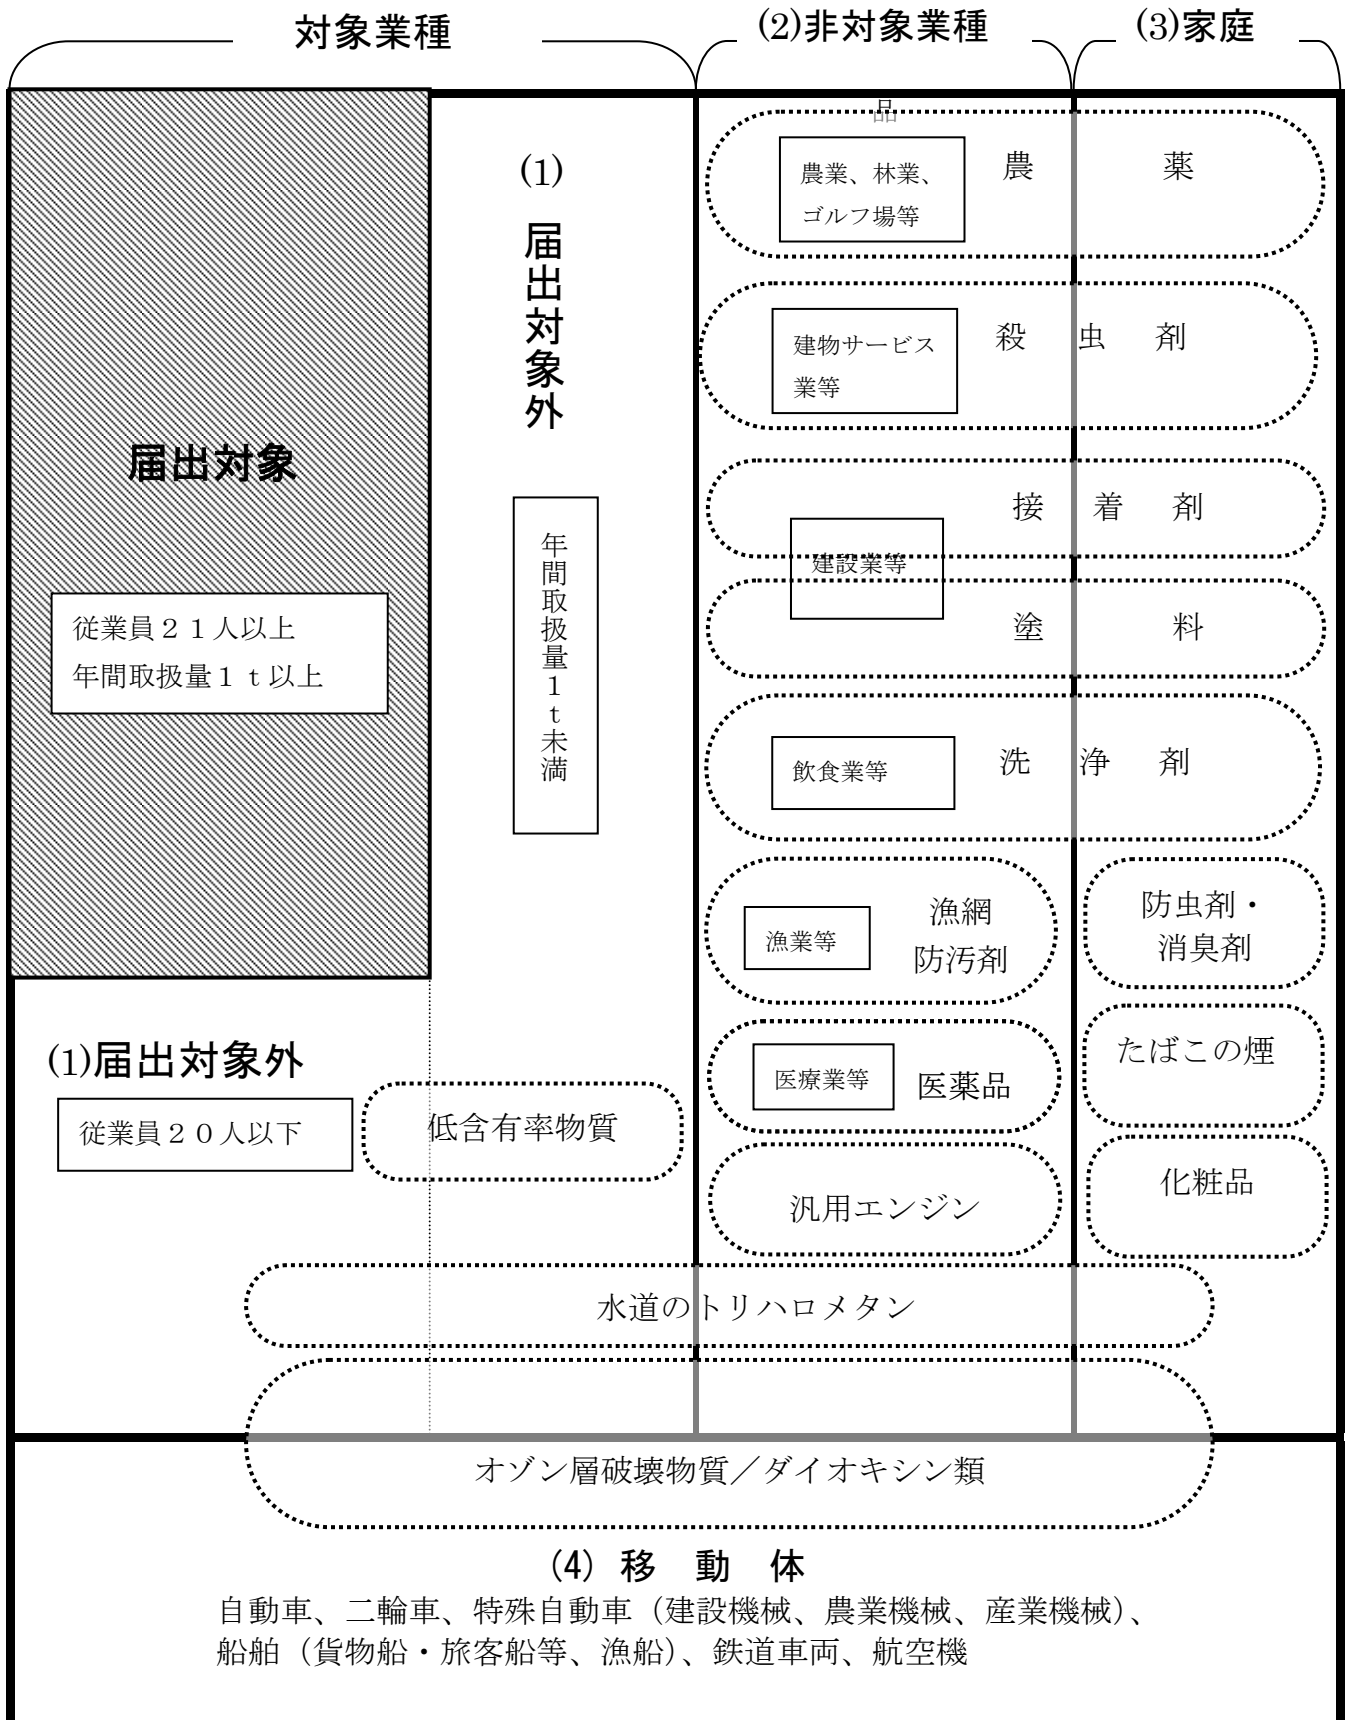 対象業種
(2)非対象業種
(3)家庭
届出対象
従業員２１人以上
年間取扱量１ｔ以上
(1)
届出対象外
年間取扱量１ｔ未満
(1)届出対象外
従業員２０人以下
低含有率物質
品
農業、林業、
ゴルフ場等
農　薬
建物サービス
業等
殺　虫　剤
接　着　剤
建設業等
塗　料
飲食業等
洗　浄　剤
漁業等
漁網
防汚剤
防虫剤・
消臭剤
医療業等
医薬品
たばこの煙
汎用エンジン
化粧品
水道のトリハロメタン
オゾン層破壊物質／ダイオキシン類
(4) 移　動　体
自動車、二輪車、特殊自動車（建設機械、農業機械、産業機械）、
船舶（貨物船・旅客船等、漁船）、鉄道車両、航空機